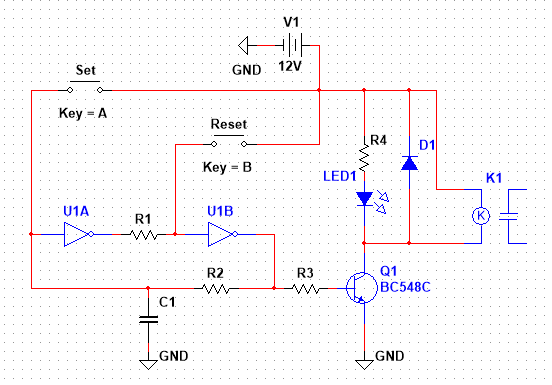 V1
GND
12V
Set
Key = A
Reset
Key = B
R4
D1
LED1
K1
K
U1A
R1
U1B
R2
R3
Q1
BC548C
C1
GND
GND